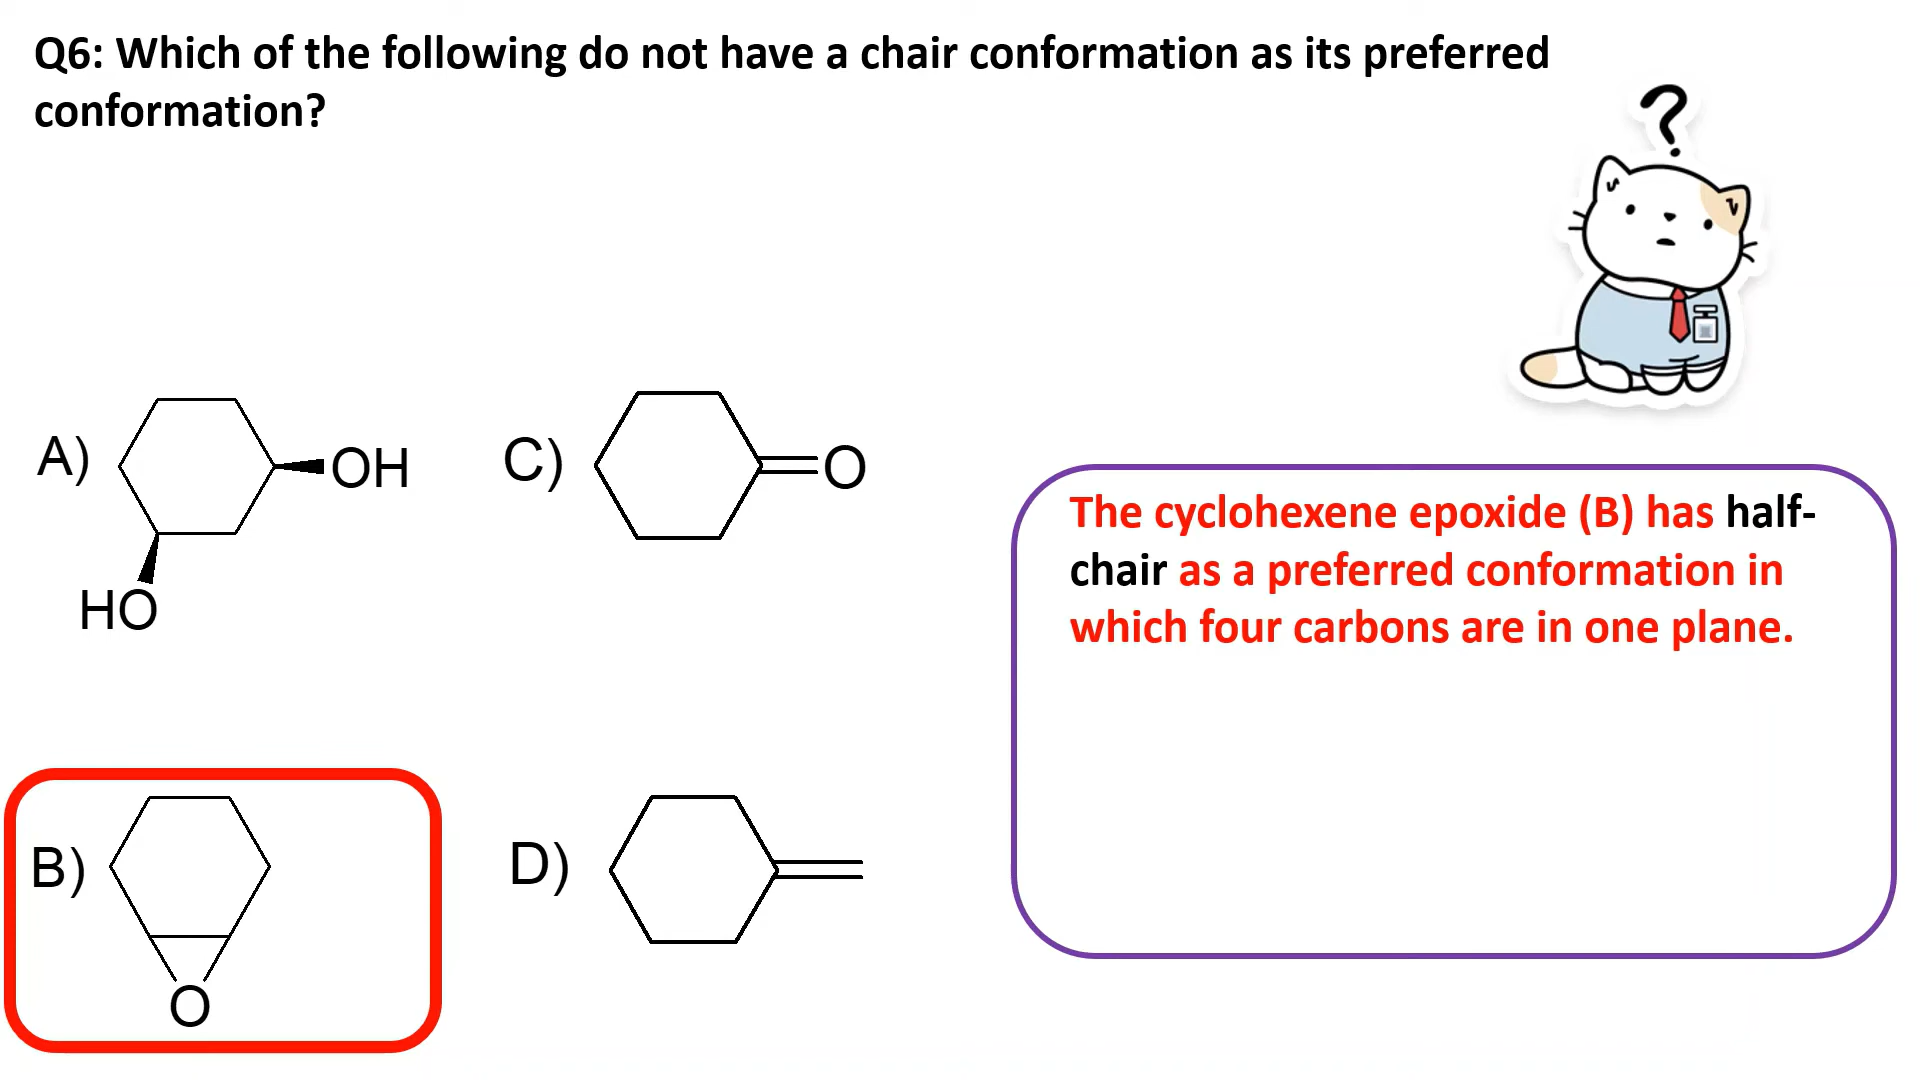 Q6: Which of the following do not have a chair conformation as its preferred
conformation?
?
A)
OH
HO
C)
O
The cyclohexene epoxide (B) has half-
chair as a preferred conformation in
which four carbons are in one plane.
B)
O
D)